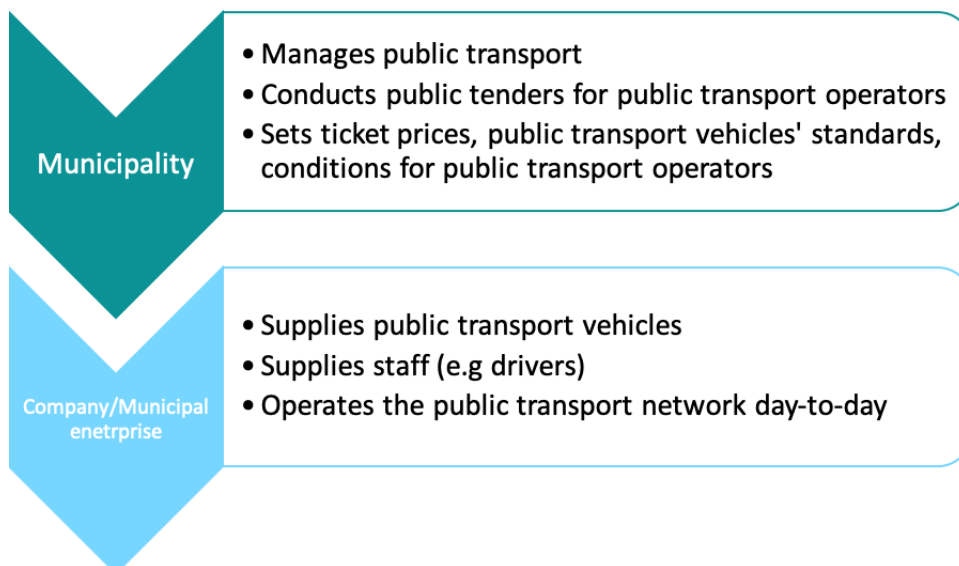 Municipality
• Manages public transport
• Conducts public tenders for public transport operators
• Sets ticket prices, public transport vehicles' standards,
conditions for public transport operators
Company/Municipal
enetrprise
• Supplies public transport vehicles
• Supplies staff (e.g drivers)
• Operates the public transport network day-to-day